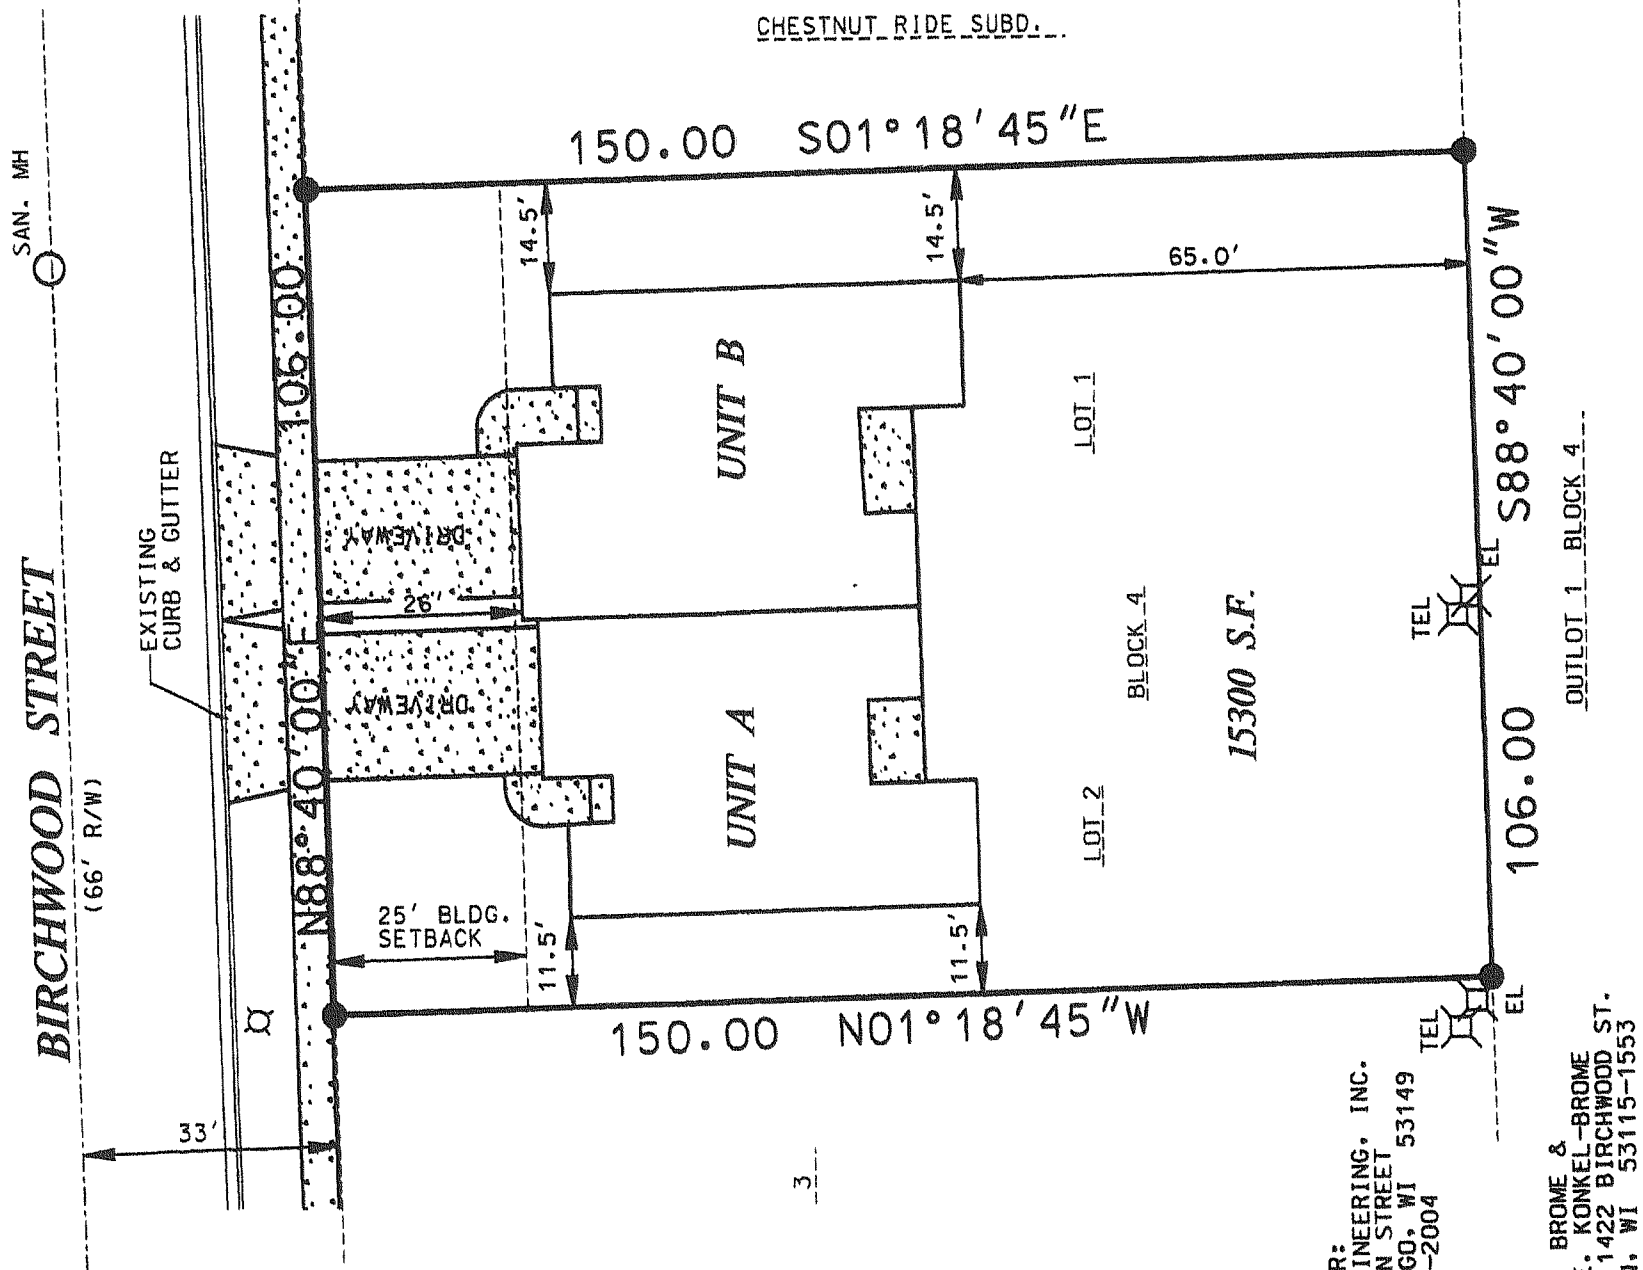 CHESTNUT RIDE SUBD.
SAN. MH
BIRCHWOOD STREET
(66' R/W)
EXISTING
CURB & GUTTER
33'
N88°40'00" 106.00
150.00 S01°18'45"E
14.5'
14.5'
65.0'
DRIVEWAY
26'
DRIVEWAY
25' BLDG.
SETBACK
11.5'
11.5'
UNIT B
UNIT A
LOT 1
LOT 2
BLOCK 4
15300 S.F.
150.00 N01°18'45"W
106.00 S88°40'00"W
TEL
EL
TEL
EL
OUTLOT 1 BLOCK 4
3
R:
INEERING, INC.
N STREET
GO, WI 53149
-2004
BROME &
. KONKEL-BROME
1422 BIRCHWOOD ST.
, WI 53115-1553